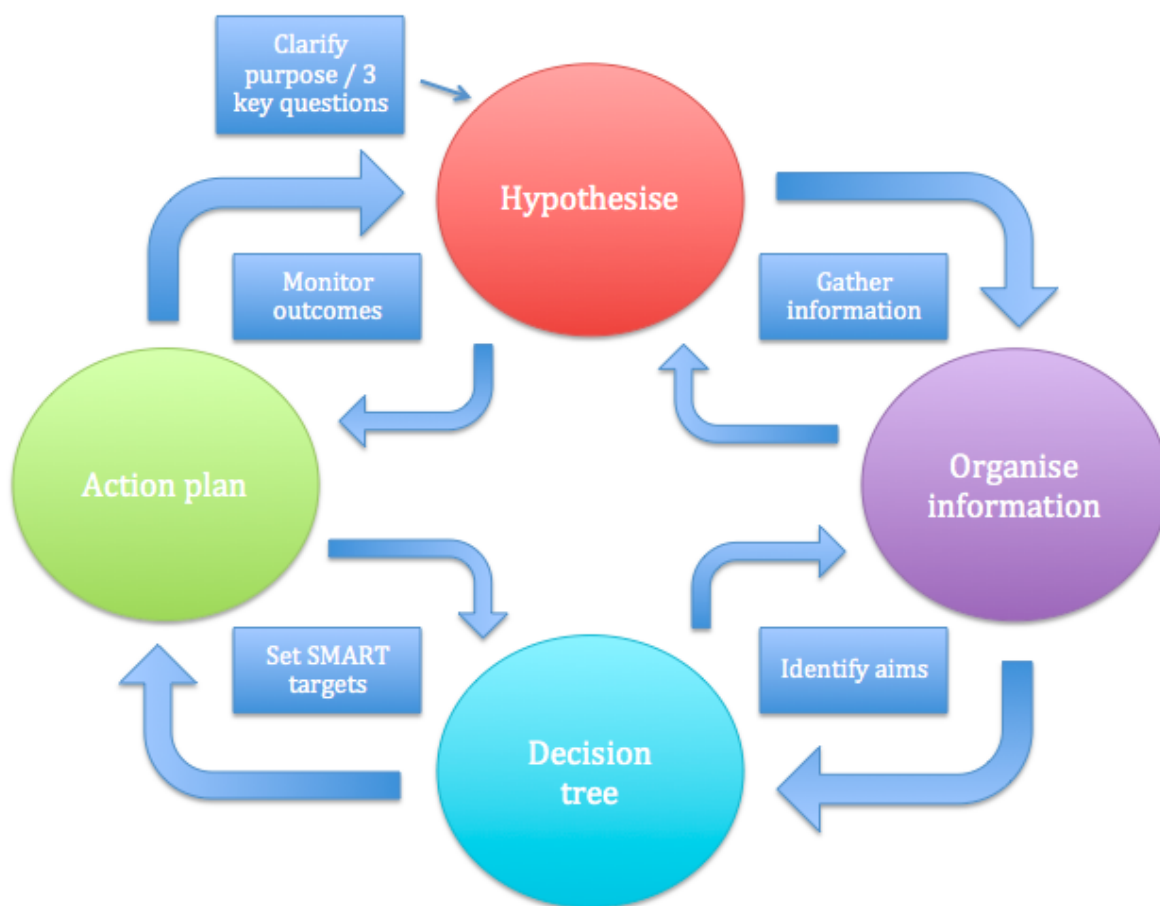 Clarify
purpose / 3
key questions
Hypothesise
Monitor
outcomes
Gather
information
Action plan
Organise
information
Set SMART
targets
Identify aims
Decision
tree